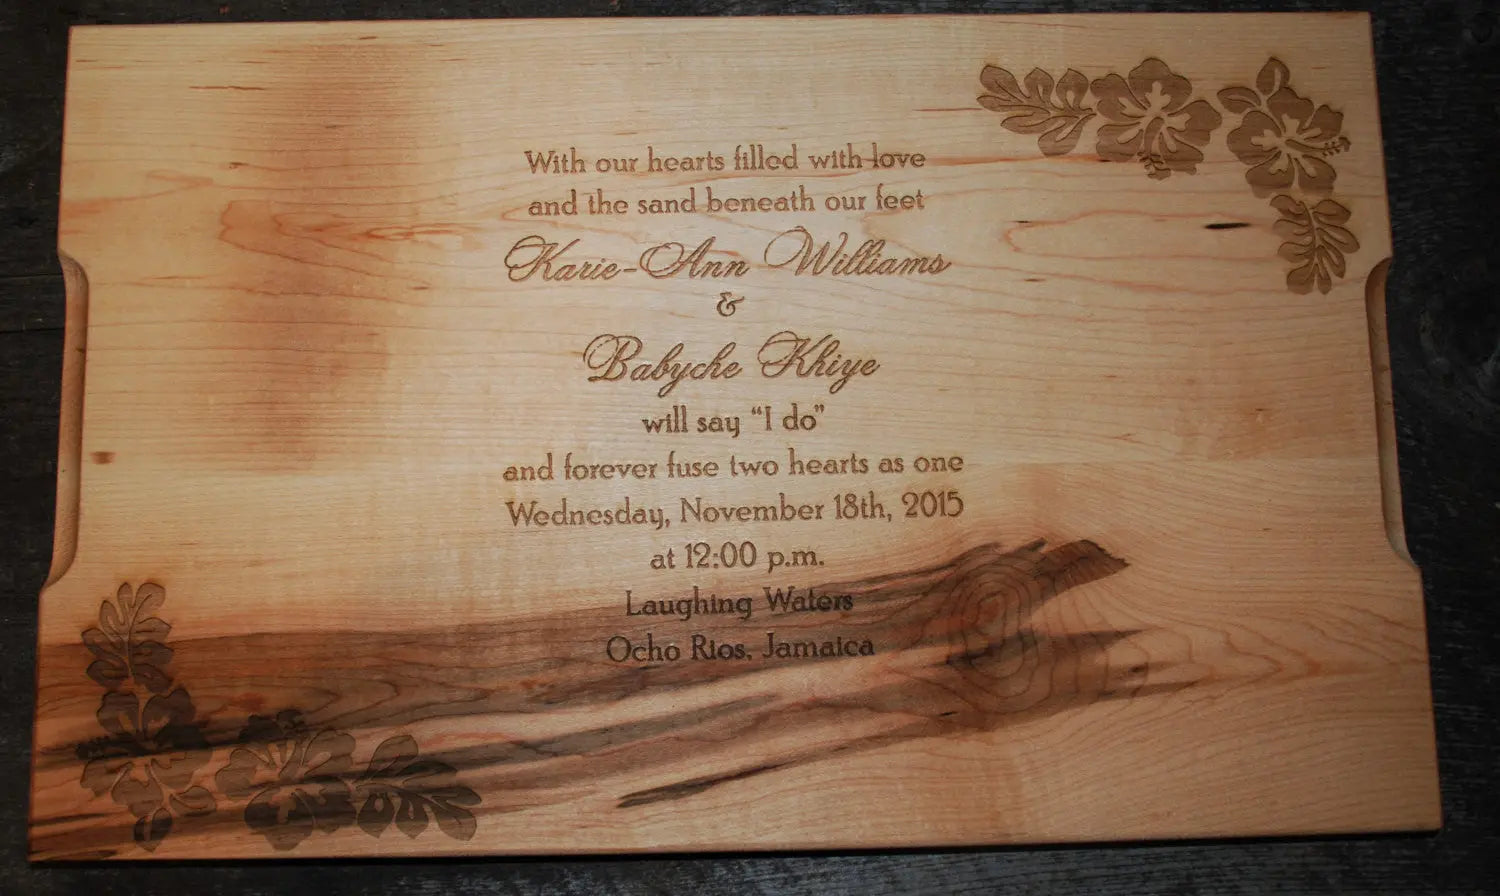 With our hearts filled with love
and the sand beneath our feet
Karie-Ann Williams
&
Babyche Khiye
will say “I do”
and forever fuse two hearts as one
Wednesday, November 18th, 2015
at 12:00 p.m.
Laughing Waters
Ocho Rios, Jamaica